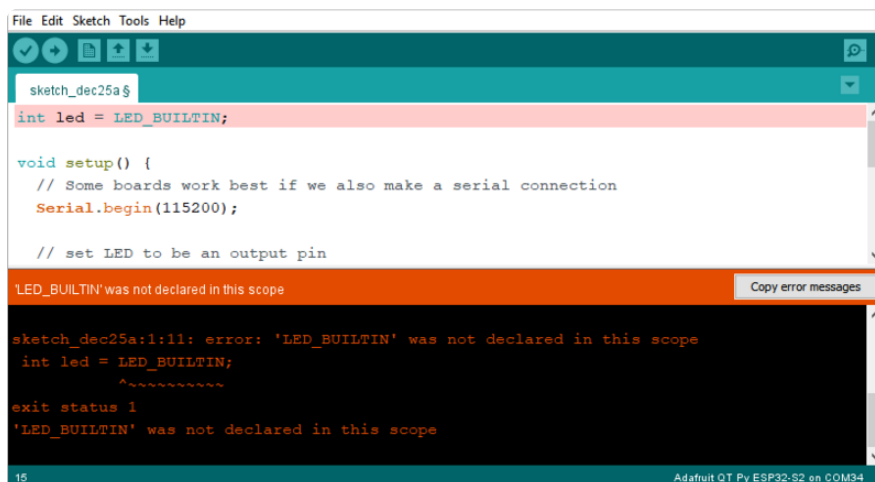 File Edit Sketch Tools Help
sketch_dec25a §
int led = LED_BUILTIN;
void setup() {
// Some boards work best if we also make a serial connection
Serial.begin(115200);
// set LED to be an output pin
'LED_BUILTIN' was not declared in this scope
Copy error messages
sketch_dec25a:1:11: error: 'LED_BUILTIN' was not declared in this scope
int led = LED_BUILTIN;
^~~~~~~~~~~
exit status 1
'LED_BUILTIN' was not declared in this scope
15
Adafruit QT Py ESP32-S2 on COM34